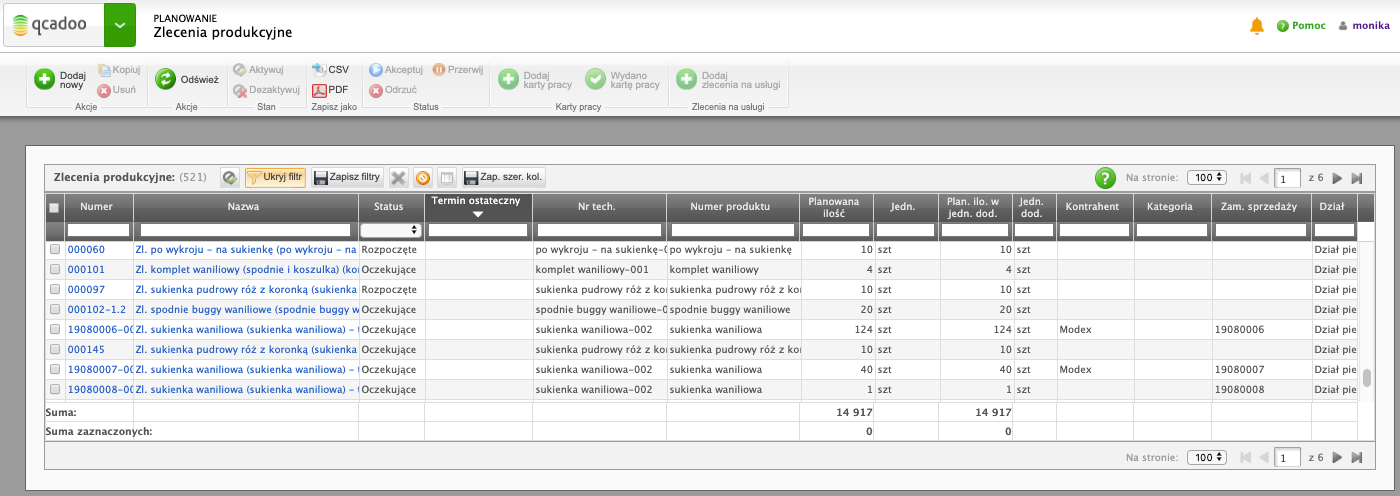 qcadoo
PLANOWANIE
Zlecenia produkcyjne
Pomoc
monika
Dodaj nowy
Kopiuj
Usuń
Akcje
Odśwież
Akcje
Aktywuj
Dezaktywuj
Stan
CSV
PDF
Zapisz jako
Akceptuj
Przerwij
Odrzuć
Status
Dodaj karty pracy
Wydano kartę pracy
Karty pracy
Dodaj zlecenia na usługi
Zlecenia na usługi
Zlecenia produkcyjne: (521) Ukryj filtr Zapisz filtry Zap. szer. kol. ? Na stronie: 100 1 z 6
Numer Nazwa Status Termin ostateczny Nr tech. Numer produktu Planowana ilość Jedn. Plan. ilo. w jedn. dod. Jedn. dod. Kontrahent Kategoria Zam. sprzedaży Dział
000060 Zl. po wykroju – na sukienkę (po wykroju – na Rozpoczęte po wykroju – na sukienkę-0 po wykroju – na sukienkę 10 szt 10 szt Dział pie
000101 Zl. komplet waniliowy (spodnie i koszulka) (ko Oczekujące komplet waniliowy-001 komplet waniliowy 4 szt 4 szt Dział pie
000097 Zl. sukienka pudrowy róż z koronką (sukienka Rozpoczęte sukienka pudrowy róż z ko sukienka pudrowy róż z ko 10 szt 10 szt Dział pie
000102-1.2 Zl. spodnie buggy waniliowe (spodnie buggy w Oczekujące spodnie buggy waniliowe-0 spodnie buggy waniliowe 20 szt 20 szt Dział pie
19080006-00 Zl. sukienka waniliowa (sukienka waniliowa) – Oczekujące sukienka waniliowa-002 sukienka waniliowa 124 szt 124 szt Modex 19080006 Dział pie
000145 Zl. sukienka pudrowy róż z koronką (sukienka Oczekujące sukienka pudrowy róż z ko sukienka pudrowy róż z ko 10 szt 10 szt Dział pie
19080007-00 Zl. sukienka waniliowa (sukienka waniliowa) – Oczekujące sukienka waniliowa-002 sukienka waniliowa 40 szt 40 szt Modex 19080007 Dział pie
19080008-00 Zl. sukienka waniliowa (sukienka waniliowa) – Oczekujące sukienka waniliowa-002 sukienka waniliowa 1 szt 1 szt 19080008 Dział pie
Suma: 14 917 14 917
Suma zaznaczonych: 0 0
Na stronie: 100 1 z 6